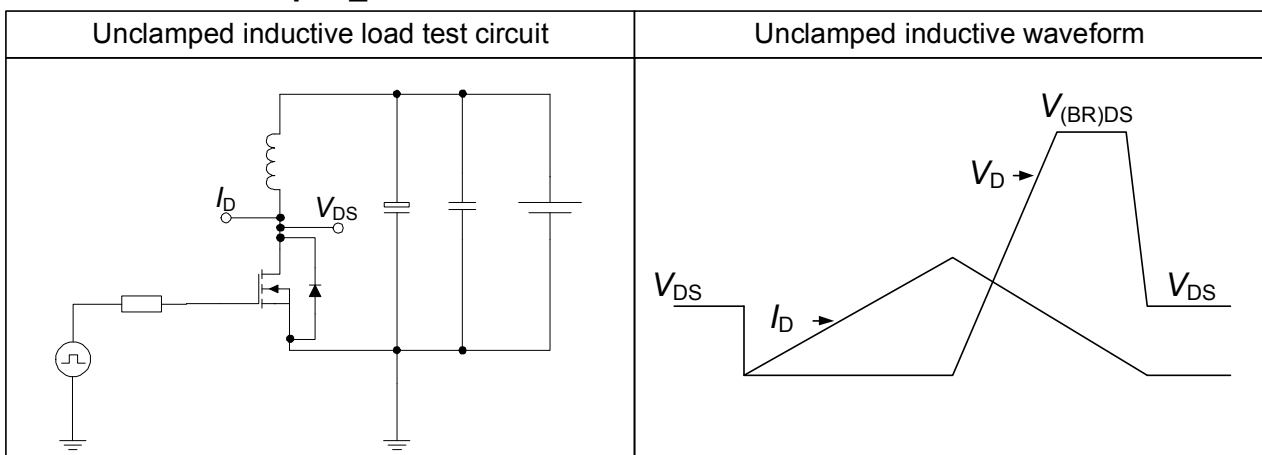 Unclamped inductive load test circuit
Unclamped inductive waveform
I_D
V_DS
V_(BR)DS
V_D
V_DS
I_D
V_DS